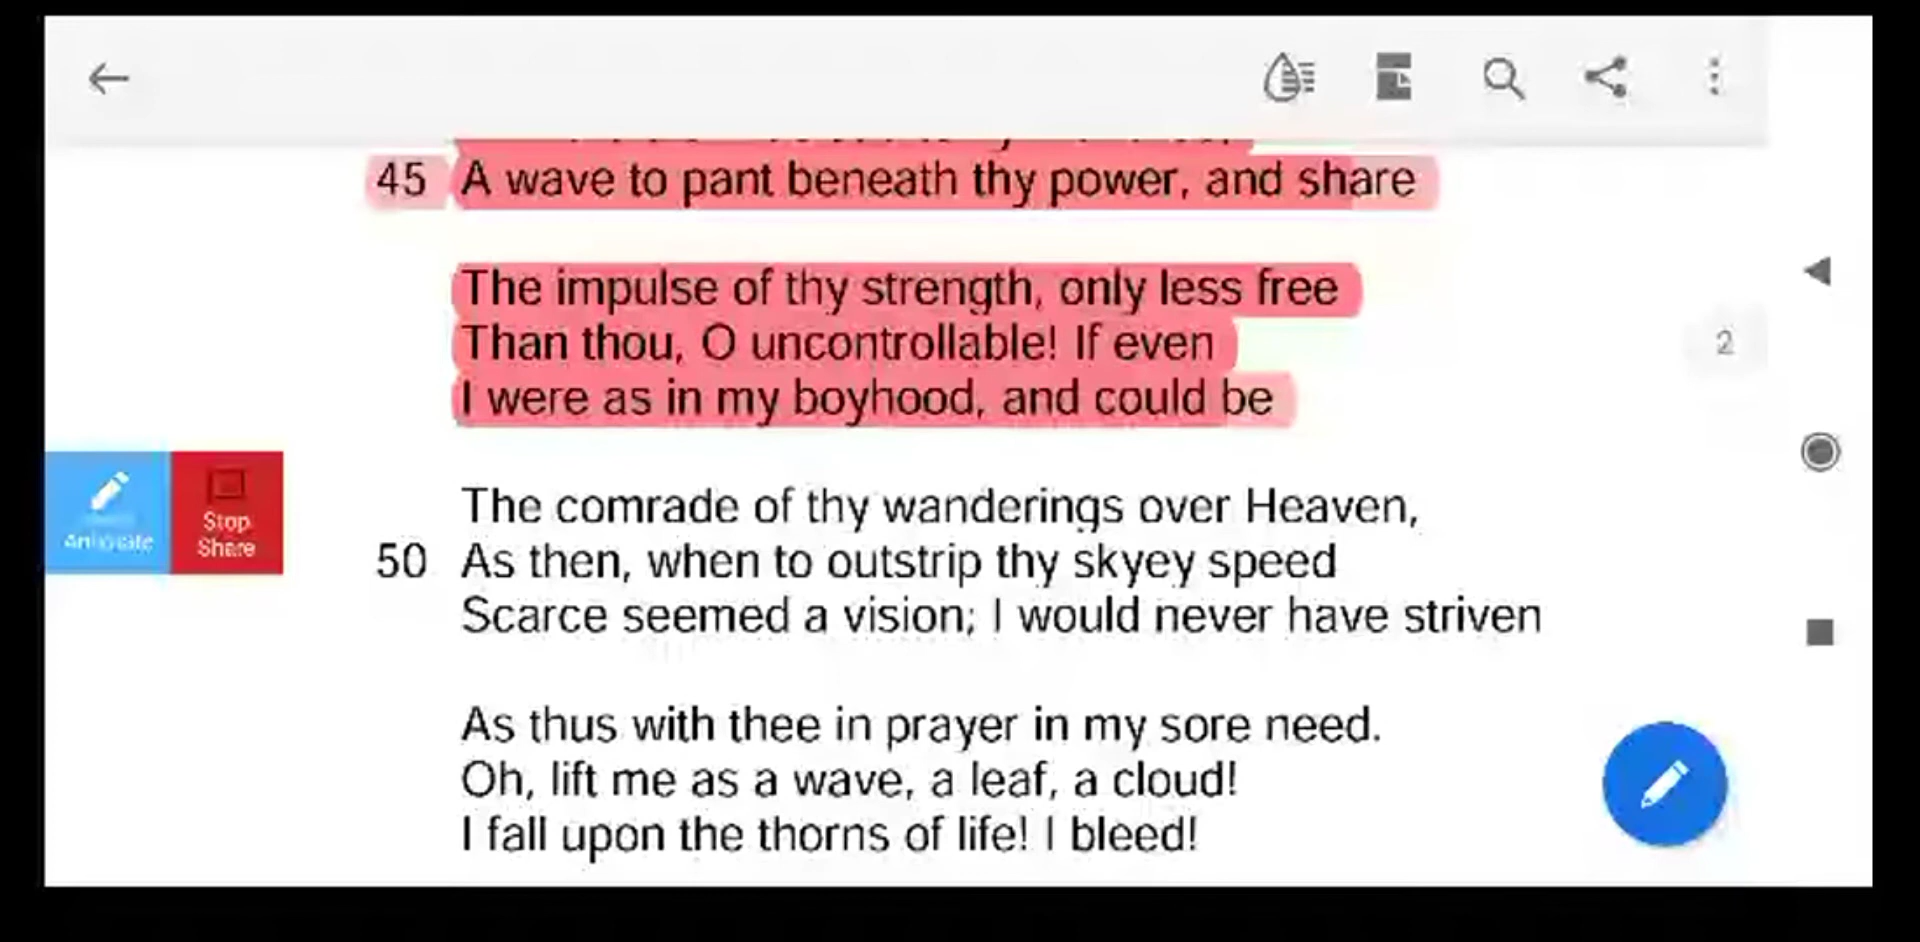 45 A wave to pant beneath thy power, and share
The impulse of thy strength, only less free
Than thou, O uncontrollable! If even
I were as in my boyhood, and could be
2
The comrade of thy wanderings over Heaven,
Annotate
Stop
Share
50 As then, when to outstrip thy skyey speed
Scarce seemed a vision; I would never have striven
As thus with thee in prayer in my sore need.
Oh, lift me as a wave, a leaf, a cloud!
I fall upon the thorns of life! I bleed!